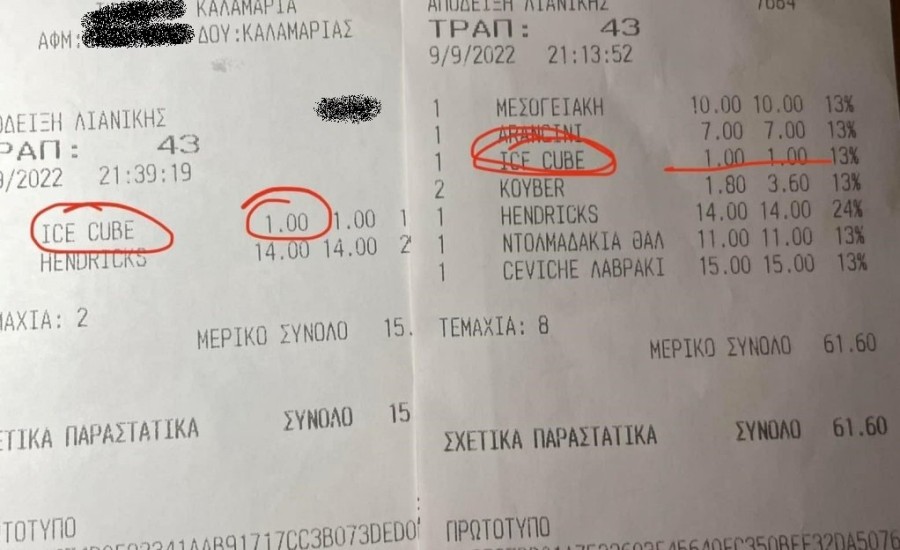 ΚΑΛΑΜΑΡΙΑ
ΑΦΜ: ΔΟΥ:ΚΑΛΑΜΑΡΙΑΣ
ΟΔΕΙΞΗ ΛΙΑΝΙΚΗΣ
ΡΑΠ: 43
9/2022 21:39:19
ICE CUBE 1.00 1.00 1
HENDRICKS 14.00 14.00 2
ΜΑΧΙΑ: 2
ΜΕΡΙΚΟ ΣΥΝΟΛΟ 15.
ΕΤΙΚΑ ΠΑΡΑΣΤΑΤΙΚΑ ΣΥΝΟΛΟ 15
ΤΟΤΥΠΟ
ΑΠΟΔΕΙΞΗ ΛΙΑΝΙΚΗΣ
ΤΡΑΠ: 43
9/9/2022 21:13:52
1 ΜΕΣΟΓΕΙΑΚΗ 10.00 10.00 13%
1 ARANCINI 7.00 7.00 13%
1 ICE CUBE 1.00 1.00 13%
2 ΚΟΥΒΕΡ 1.80 3.60 13%
1 HENDRICKS 14.00 14.00 24%
1 ΝΤΟΛΜΑΔΑΚΙΑ ΘΑΛ 11.00 11.00 13%
1 CEVICHE ΛΑΒΡΑΚΙ 15.00 15.00 13%
ΤΕΜΑΧΙΑ: 8
ΜΕΡΙΚΟ ΣΥΝΟΛΟ 61.60
ΣΧΕΤΙΚΑ ΠΑΡΑΣΤΑΤΙΚΑ ΣΥΝΟΛΟ 61.60
ΠΡΩΤΟΤΥΠΟ